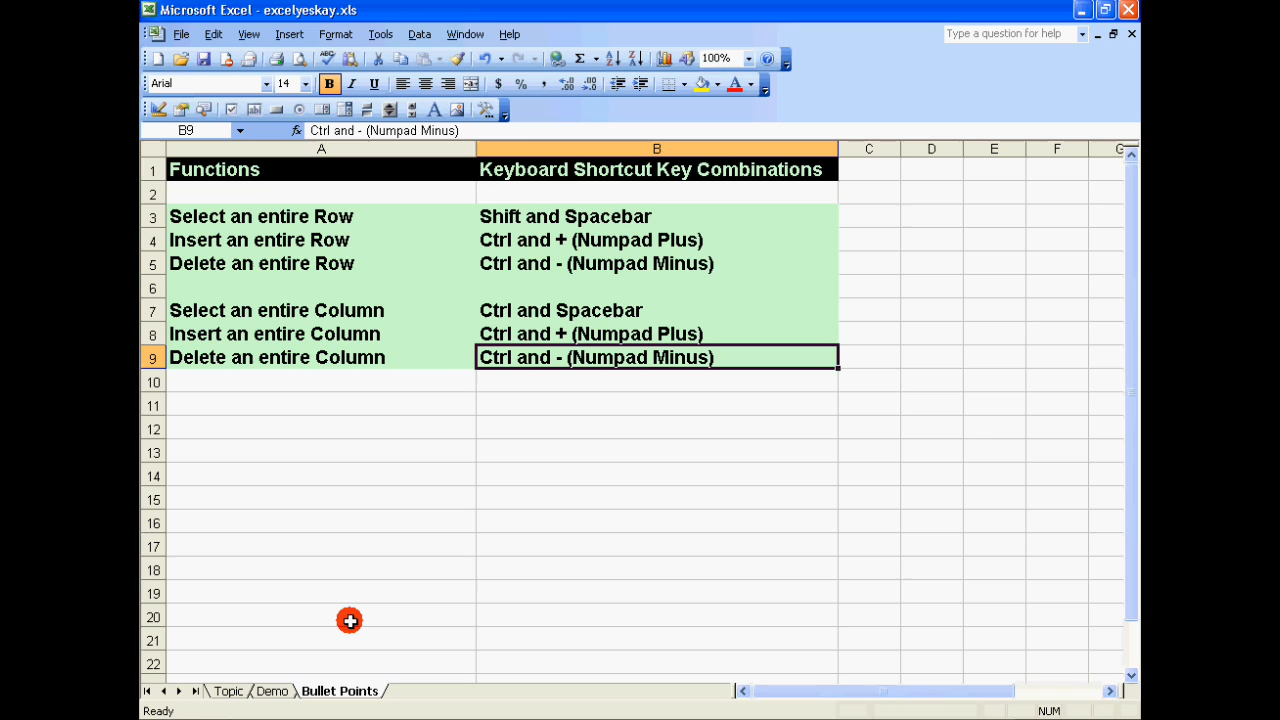 Microsoft Excel - excelyeskay.xls
File Edit View Insert Format Tools Data Window Help Type a question for help
100%
Arial 14 B I U $ % ,
B9 fx Ctrl and - (Numpad Minus)
A B C D E F G
1 Functions Keyboard Shortcut Key Combinations
2
3 Select an entire Row Shift and Spacebar
4 Insert an entire Row Ctrl and + (Numpad Plus)
5 Delete an entire Row Ctrl and - (Numpad Minus)
6
7 Select an entire Column Ctrl and Spacebar
8 Insert an entire Column Ctrl and + (Numpad Plus)
9 Delete an entire Column Ctrl and - (Numpad Minus)
10
11
12
13
14
15
16
17
18
19
20
21
22
Topic Demo Bullet Points
Ready NUM